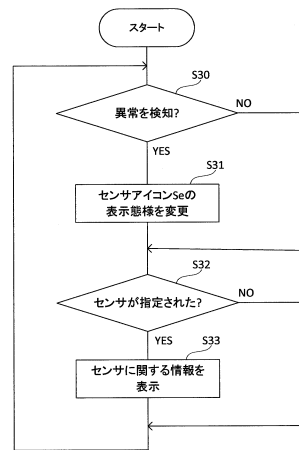 スタート
S30
異常を検知?
NO
YES
S31
センサアイコンSeの
表示態様を変更
S32
センサが指定された?
NO
YES
S33
センサに関する情報を
表示